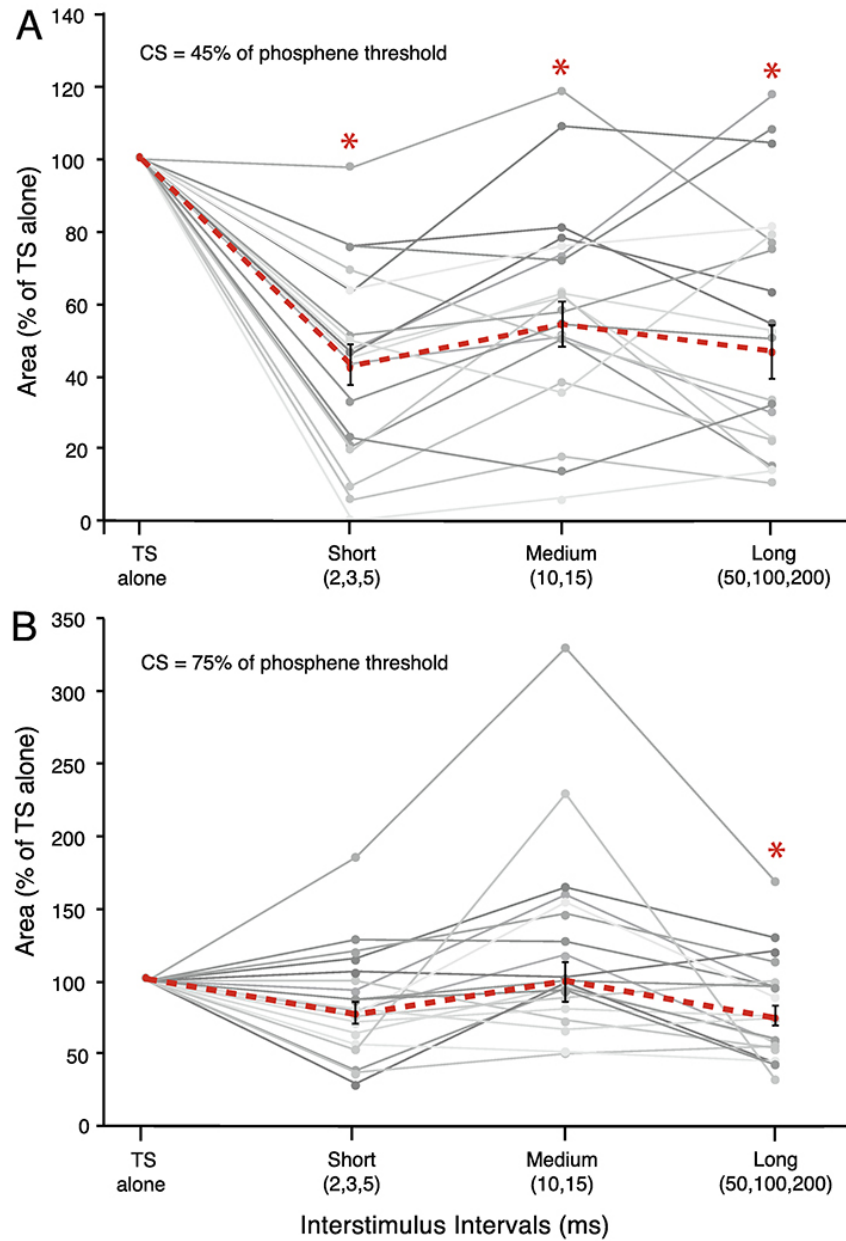 A
CS = 45% of phosphene threshold
Area (% of TS alone)
140
120
100
80
60
40
20
0
*
*
*
TS
alone
Short
(2,3,5)
Medium
(10,15)
Long
(50,100,200)
B
CS = 75% of phosphene threshold
Area (% of TS alone)
350
300
250
200
150
100
50
0
*
TS
alone
Short
(2,3,5)
Medium
(10,15)
Long
(50,100,200)
Interstimulus Intervals (ms)